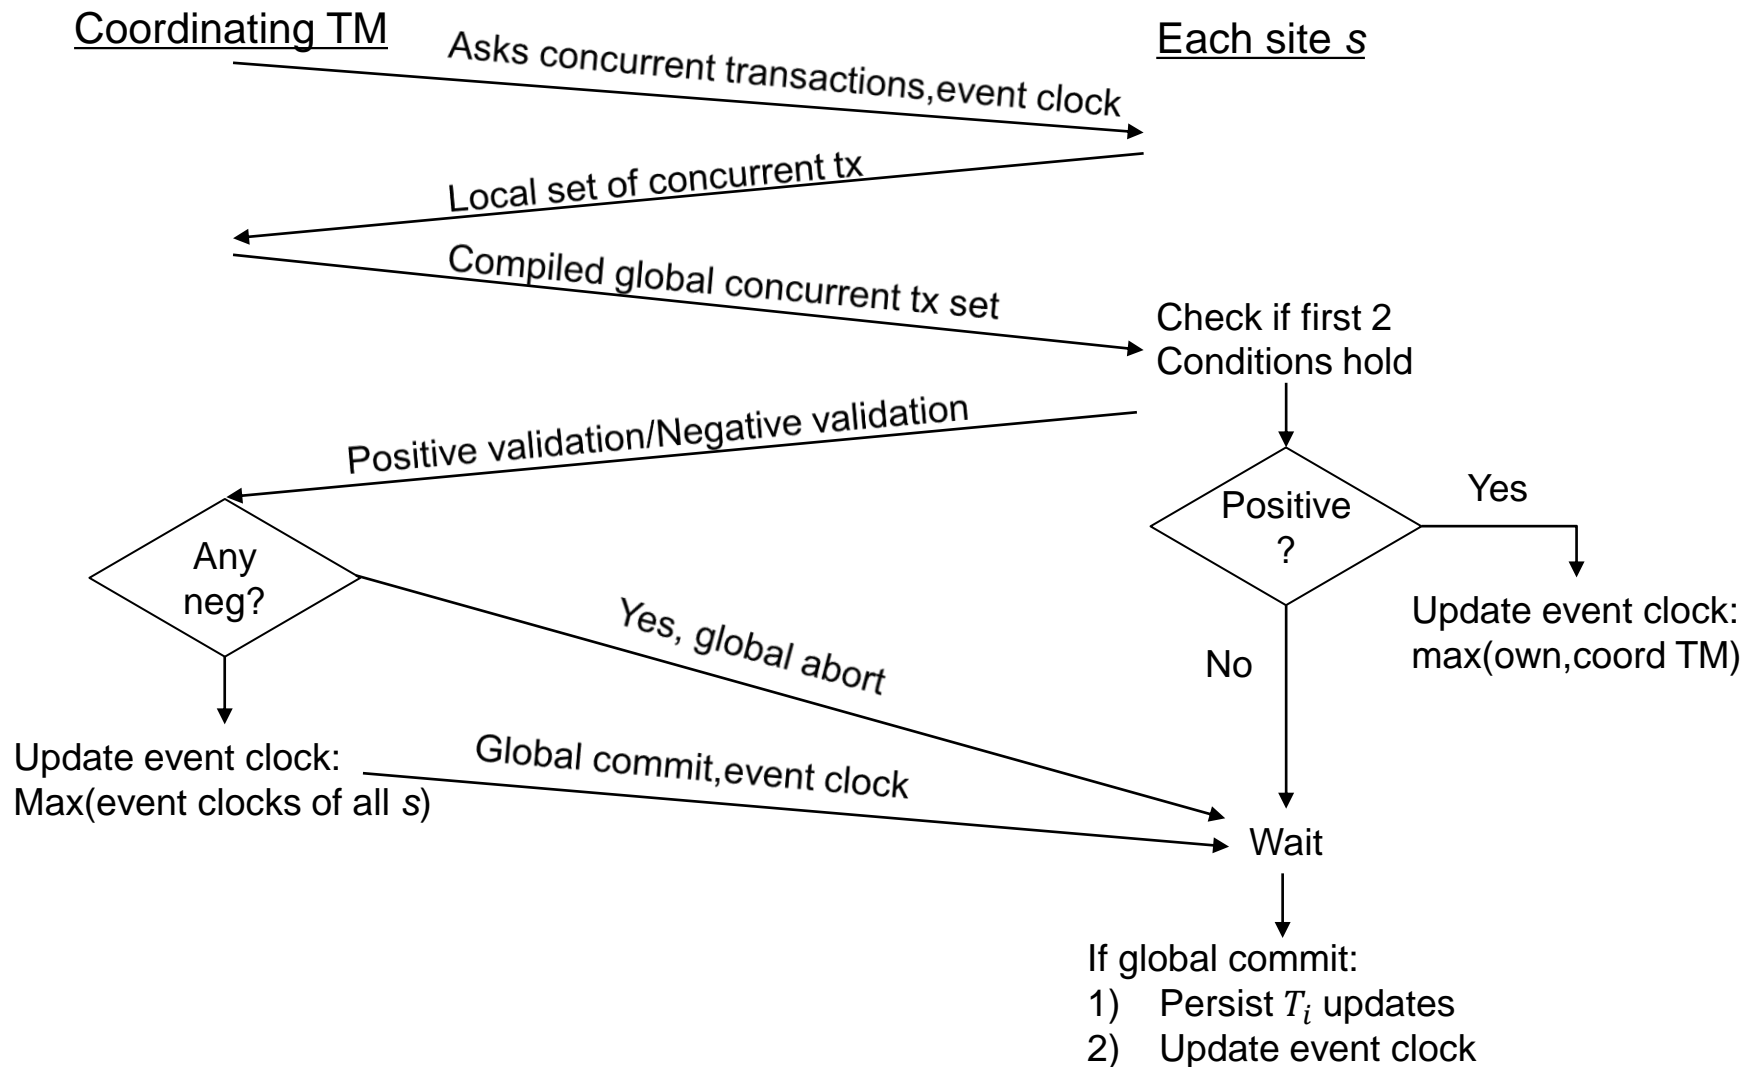 Coordinating TM
Each site s
Asks concurrent transactions,event clock
Local set of concurrent tx
Compiled global concurrent tx set
Check if first 2
Conditions hold
Positive validation/Negative validation
Positive
?
Yes
Any
neg?
Update event clock:
max(own,coord TM)
Yes, global abort
No
Update event clock:
Max(event clocks of all s)
Global commit,event clock
Wait
If global commit:
1) Persist T_i updates
2) Update event clock